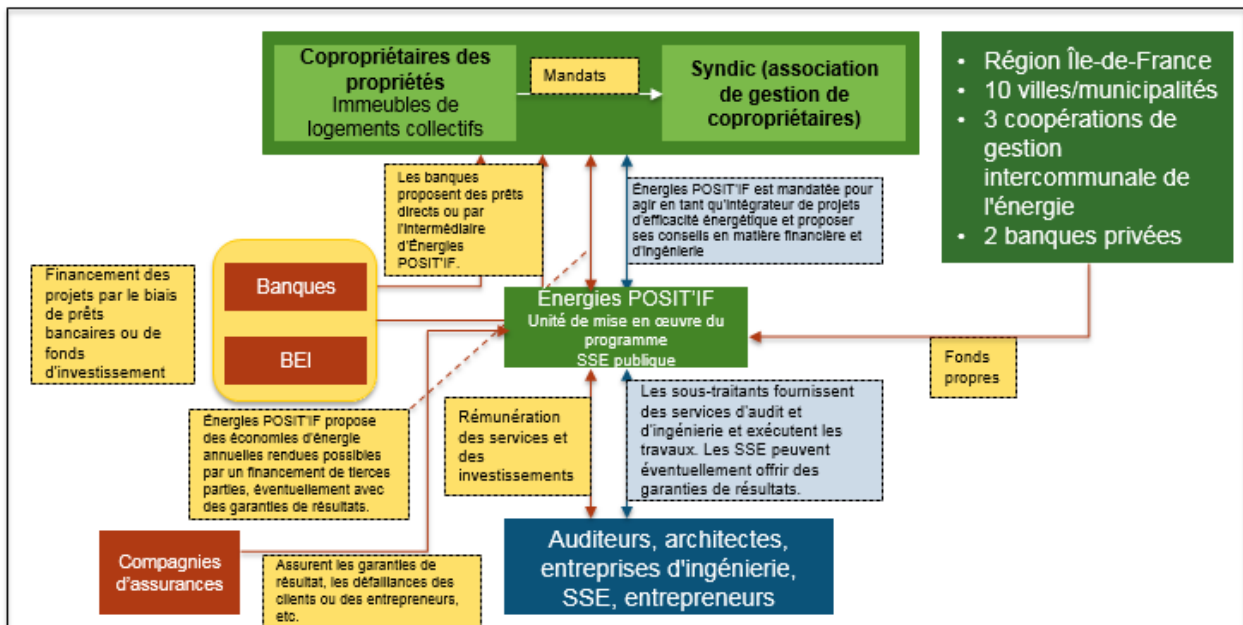 Copropriétaires des
propriétés
Immeubles de
logements collectifs
Mandats
Syndic (association
de gestion de
copropriétaires)
• Région Île-de-France
• 10 villes/municipalités
• 3 coopérations de
gestion
intercommunale de
l'énergie
• 2 banques privées
Les banques
proposent des prêts
directs ou par
l'intermédiaire
d'Énergies
POSIT'IF.
Énergies POSIT'IF est mandatée pour
agir en tant qu'intégrateur de projets
d'efficacité énergétique et proposer
ses conseils en matière financière et
d'ingénierie
Financement des
projets par le biais
de prêts
bancaires ou de
fonds
d'investissement
Banques
BEI
Énergies POSIT'IF
Unité de mise en œuvre du
programme
SSE publique
Fonds
propres
Énergies POSIT'IF propose
des économies d'énergie
annuelles rendues possibles
par un financement de tierces
parties, éventuellement avec
des garanties de résultats.
Rémunération
des services et
des
investissements
Les sous-traitants fournissent
des services d'audit et
d'ingénierie et exécutent les
travaux. Les SSE peuvent
éventuellement offrir des
garanties de résultats.
Compagnies
d'assurances
Assurent les garanties de
résultat, les défaillances des
clients ou des entrepreneurs,
etc.
Auditeurs, architectes,
entreprises d'ingénierie,
SSE, entrepreneurs